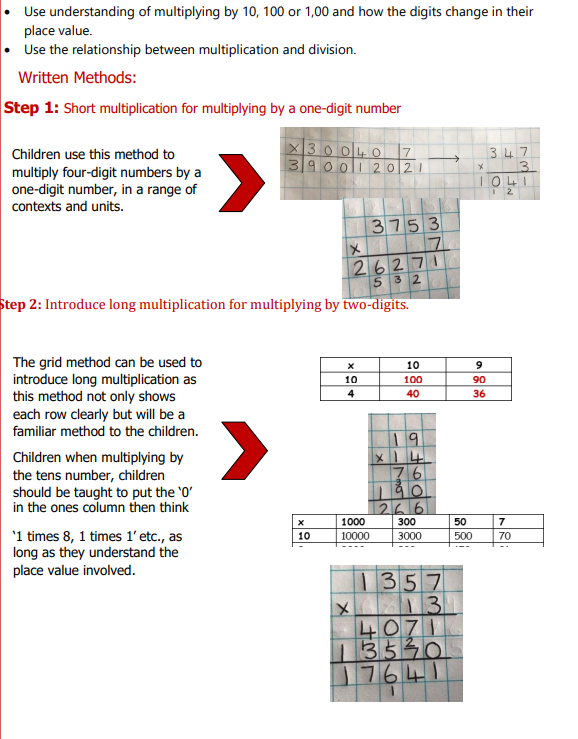 • Use understanding of multiplying by 10, 100 or 1,00 and how the digits change in their
place value.
• Use the relationship between multiplication and division.
Written Methods:
Step 1: Short multiplication for multiplying by a one-digit number
Children use this method to
multiply four-digit numbers by a
one-digit number, in a range of
contexts and units.
x 3 0 0 4 0 7
3 9 0 0 1 2 0 2 1
3 4 7
x 3
1 0 4 1
1 2
3 7 5 3
x 7
2 6 2 7 1
5 3 2
Step 2: Introduce long multiplication for multiplying by two-digits.
The grid method can be used to
introduce long multiplication as
this method not only shows
each row clearly but will be a
familiar method to the children.
Children when multiplying by
the tens number, children
should be taught to put the '0'
in the ones column then think
'1 times 8, 1 times 1' etc., as
long as they understand the
place value involved.
x 10 9
10 100 90
4 40 36
1 9
x 1 4
7 6
3
1 9 0
2 6 6
x 1000 300 50 7
10 10000 3000 500 70
1 3 5 7
x 1 3
4 0 7 1
2
1 3 5 7 0
1 7 6 4 1
1